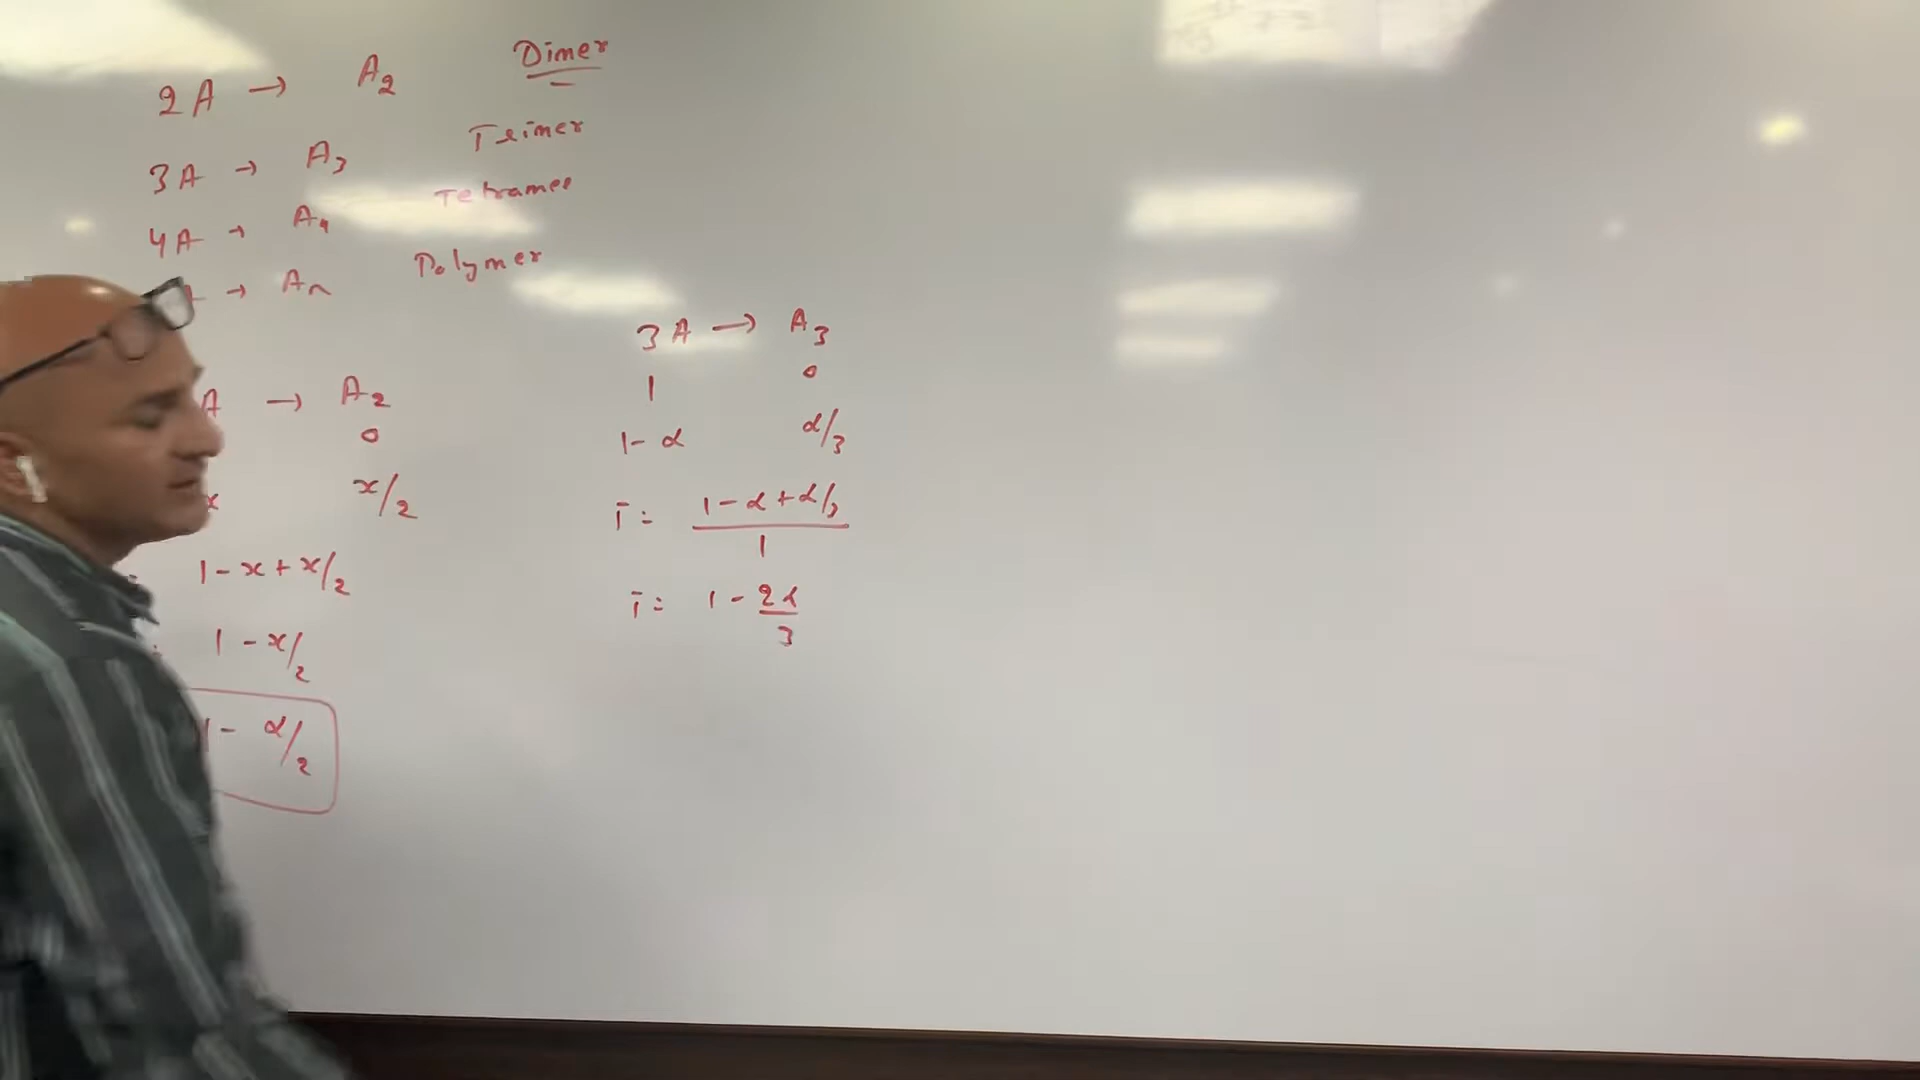 2A → A₂ Dimer
3A → A₃ Trimer
4A → A₄ Tetramer
→ Aₙ Polymer
A → A₂
0
x x/2
1 - x + x/2
1 - x/2
1 - α/2
3A → A₃
1 0
1 - α α/3
i = (1 - α + α/3)/1
i = 1 - 2α/3